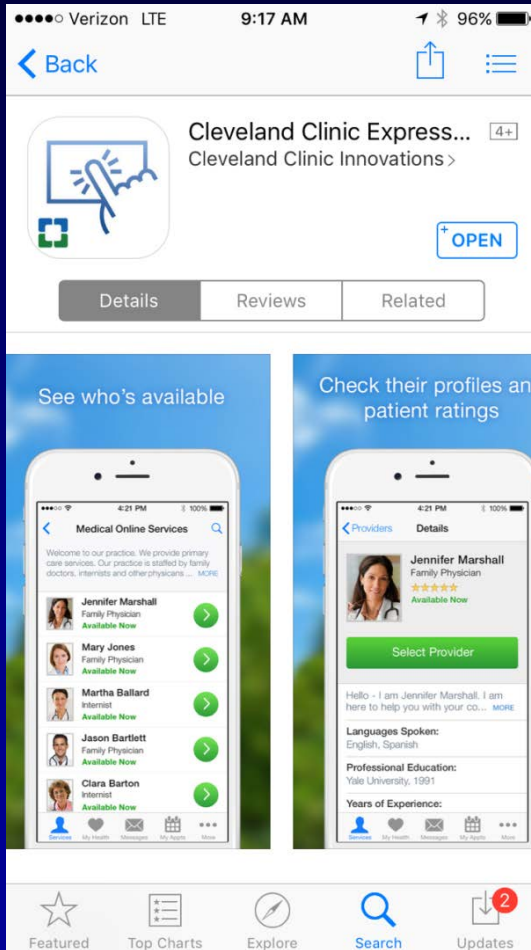 Verizon LTE 9:17 AM 96%
Back
Cleveland Clinic Express... 4+
Cleveland Clinic Innovations >
+ OPEN
Details Reviews Related
See who's available
4:21 PM 100%
Medical Online Services
Welcome to our practice. We provide primary
care services. Our practice is staffed by family
doctors, internists and other physicans ... MORE
Jennifer Marshall
Family Physician
Available Now
Mary Jones
Family Physician
Available Now
Martha Ballard
Internist
Available Now
Jason Bartlett
Family Physician
Available Now
Clara Barton
Internist
Available Now
Services My Health Messages My Appts More
Check their profiles an
patient ratings
4:21 PM 100%
Providers Details
Jennifer Marshall
Family Physician
Available Now
Select Provider
Hello - I am Jennifer Marshall. I am
here to help you with your co... MORE
Languages Spoken:
English, Spanish
Professional Education:
Yale University, 1991
Years of Experience:
Services My Health Messages My Appts More
Featured Top Charts Explore Search Updates 2